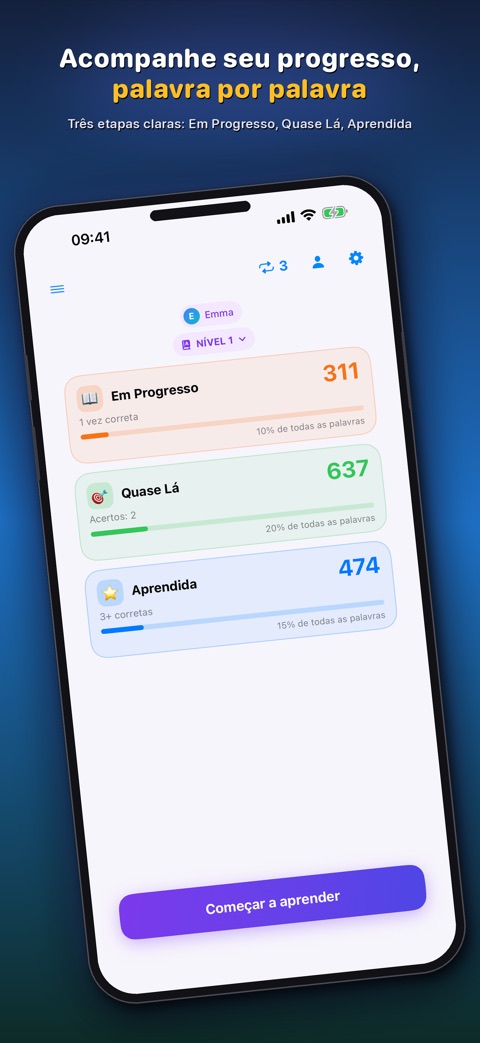 Acompanhe seu progresso,
palavra por palavra
Três etapas claras: Em Progresso, Quase Lá, Aprendida
09:41
3
E Emma
NÍVEL 1
Em Progresso
311
1 vez correta
10% de todas as palavras
Quase Lá
637
Acertos: 2
20% de todas as palavras
Aprendida
474
3+ corretas
15% de todas as palavras
Começar a aprender